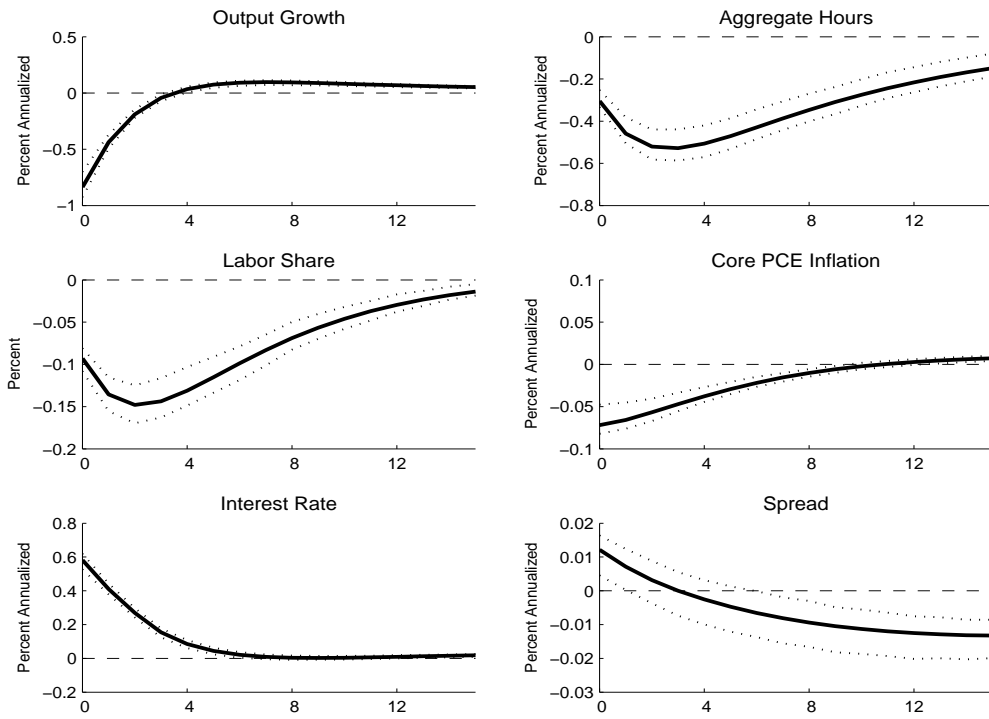 Output Growth
Percent Annualized
0.5
0
−0.5
−1
0 4 8 12
Aggregate Hours
Percent Annualized
0
−0.2
−0.4
−0.6
−0.8
0 4 8 12
Labor Share
Percent
0
−0.05
−0.1
−0.15
−0.2
0 4 8 12
Core PCE Inflation
Percent Annualized
0.1
0.05
0
−0.05
−0.1
0 4 8 12
Interest Rate
Percent Annualized
0.8
0.6
0.4
0.2
0
−0.2
0 4 8 12
Spread
Percent Annualized
0.02
0.01
0
−0.01
−0.02
−0.03
0 4 8 12